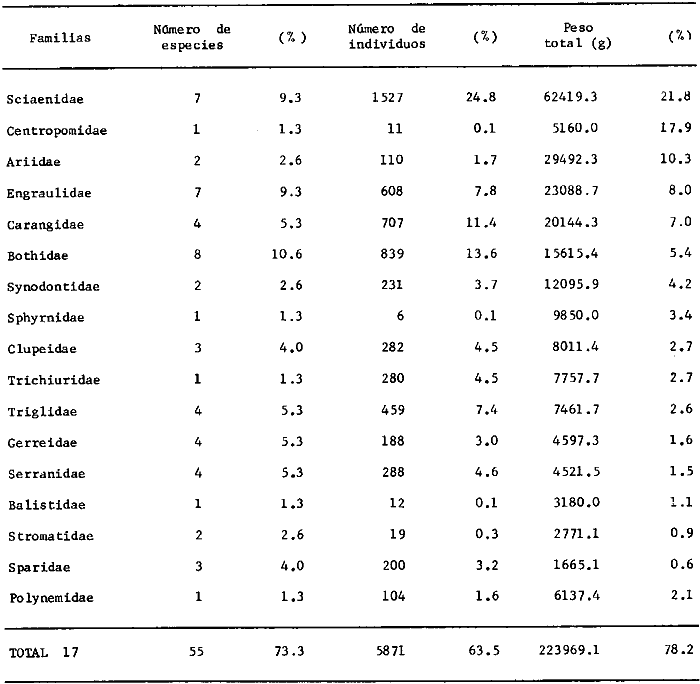 Familias Número de especies (%) Número de individuos (%) Peso total (g) (%)
Sciaenidae 7 9.3 1527 24.8 62419.3 21.8
Centropomidae 1 1.3 11 0.1 5160.0 17.9
Ariidae 2 2.6 110 1.7 29492.3 10.3
Engraulidae 7 9.3 608 7.8 23088.7 8.0
Carangidae 4 5.3 707 11.4 20144.3 7.0
Bothidae 8 10.6 839 13.6 15615.4 5.4
Synodontidae 2 2.6 231 3.7 12095.9 4.2
Sphyrnidae 1 1.3 6 0.1 9850.0 3.4
Clupeidae 3 4.0 282 4.5 8011.4 2.7
Trichiuridae 1 1.3 280 4.5 7757.7 2.7
Triglidae 4 5.3 459 7.4 7461.7 2.6
Gerreidae 4 5.3 188 3.0 4597.3 1.6
Serranidae 4 5.3 288 4.6 4521.5 1.5
Balistidae 1 1.3 12 0.1 3180.0 1.1
Stromatidae 2 2.6 19 0.3 2771.1 0.9
Sparidae 3 4.0 200 3.2 1665.1 0.6
Polynemidae 1 1.3 104 1.6 6137.4 2.1
TOTAL 17 55 73.3 5871 63.5 223969.1 78.2